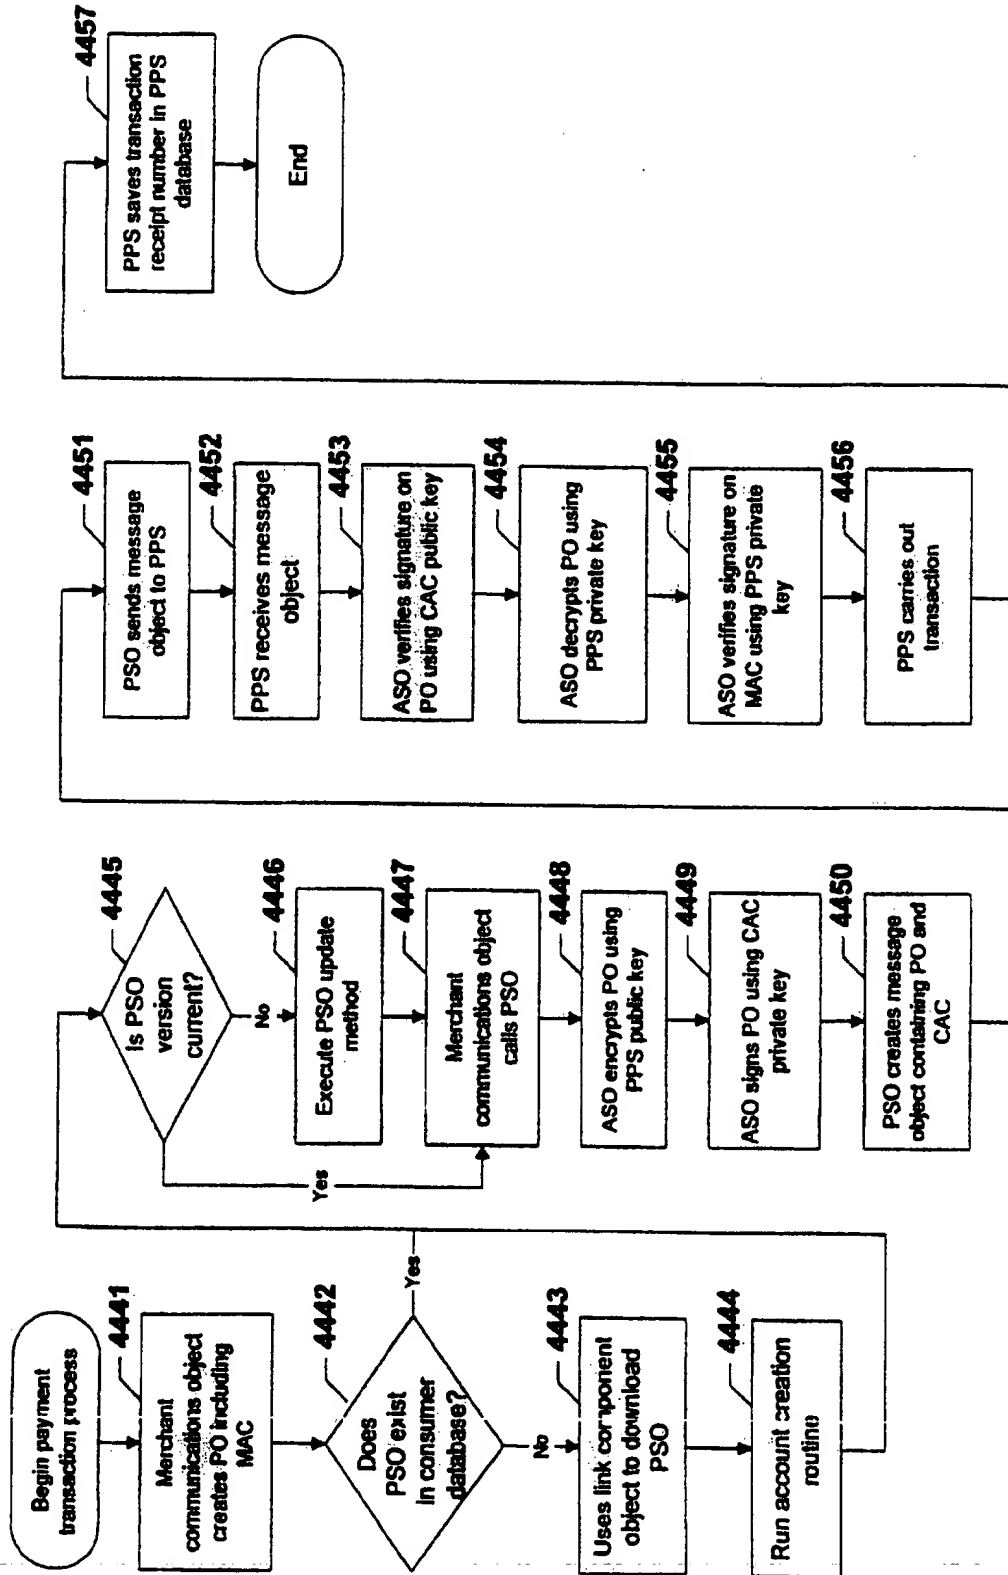 Begin payment
transaction process
4441
Merchant
communications object
creates PO including
MAC
4442
Does
PSO exist
in consumer
database?
Yes
No
4443
Uses link component
object to download
PSO
4444
Run account creation
routine
4445
Is PSO
version
current?
Yes
No
4446
Execute PSO update
method
4447
Merchant
communications object
calls PSO
4448
ASO encrypts PO using
PPS public key
4449
ASO signs PO using CAC
private key
4450
PSO creates message
object containing PO and
CAC
4451
PSO sends message
object to PPS
4452
PPS receives message
object
4453
ASO verifies signature on
PO using CAC public key
4454
ASO decrypts PO using
PPS private key
4455
ASO verifies signature on
MAC using PPS private
key
4456
PPS carries out
transaction
4457
PPS saves transaction
receipt number in PPS
database
End